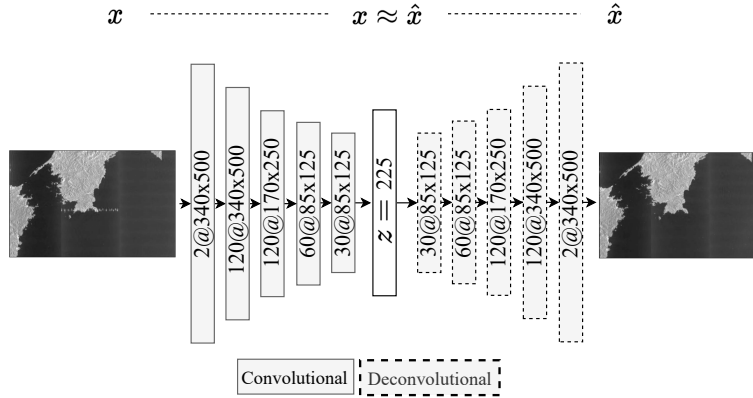 x x ≈ x̂ x̂
2@340x500
120@340x500
120@170x250
60@85x125
30@85x125
z = 225
30@85x125
60@85x125
120@170x250
120@340x500
2@340x500
Convolutional
Deconvolutional